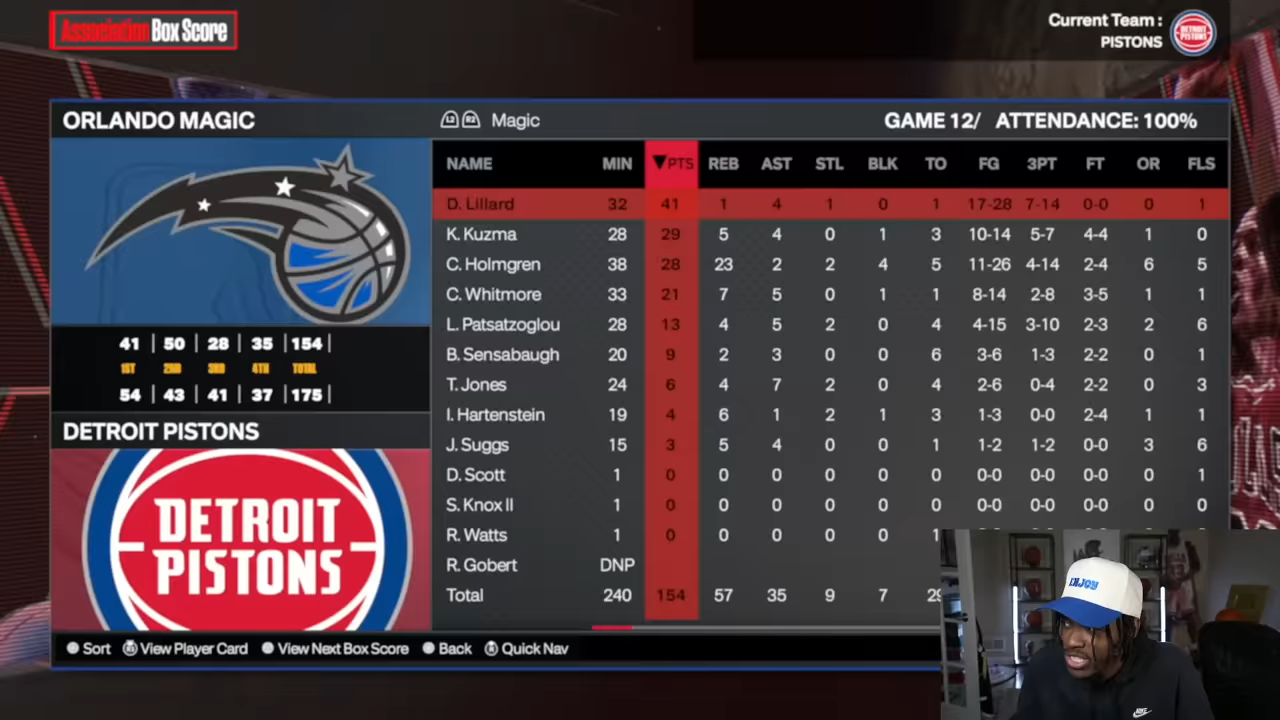 Association Box Score
Current Team :
PISTONS
DETROIT PISTONS
ORLANDO MAGIC
L2 R2 Magic
GAME 12/ ATTENDANCE: 100%
NAME MIN ▼PTS REB AST STL BLK TO FG 3PT FT OR FLS
D. Lillard 32 41 1 4 1 0 1 17-28 7-14 0-0 0 1
K. Kuzma 28 29 5 4 0 1 3 10-14 5-7 4-4 1 0
C. Holmgren 38 28 23 2 2 4 5 11-26 4-14 2-4 6 5
C. Whitmore 33 21 7 5 0 1 1 8-14 2-8 3-5 1 1
L. Patsatzoglou 28 13 4 5 2 0 4 4-15 3-10 2-3 2 6
B. Sensabaugh 20 9 2 3 0 0 6 3-6 1-3 2-2 0 1
T. Jones 24 6 4 7 2 0 4 2-6 0-4 2-2 0 3
I. Hartenstein 19 4 6 1 2 1 3 1-3 0-0 2-4 1 1
J. Suggs 15 3 5 4 0 0 1 1-2 1-2 0-0 3 6
D. Scott 1 0 0 0 0 0 0 0-0 0-0 0-0 0 1
S. Knox II 1 0 0 0 0 0 0 0-0 0-0 0-0 0 0
R. Watts 1 0 0 0 0 0 1
R. Gobert DNP
Total 240 154 57 35 9 7
41 | 50 | 28 | 35 | 154 |
1ST 2ND 3RD 4TH TOTAL
54 | 43 | 41 | 37 | 175 |
DETROIT PISTONS
DETROIT
PISTONS
Sort View Player Card View Next Box Score Back Quick Nav
ENJOY
NIKE